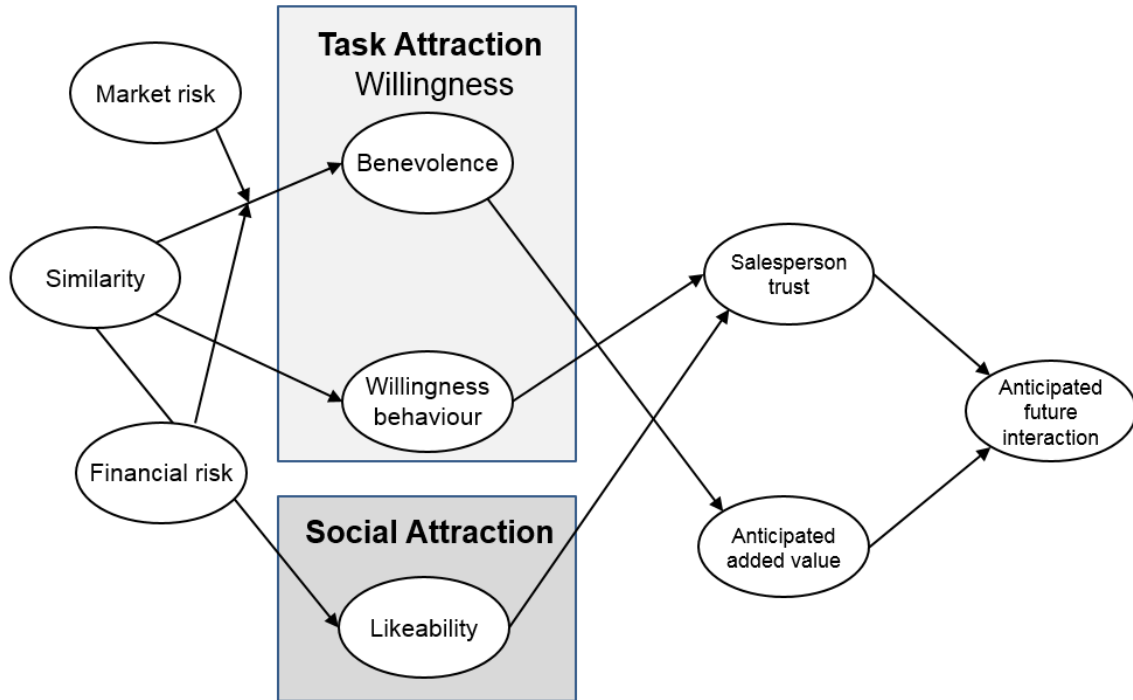 Task Attraction
Willingness
Market risk
Benevolence
Similarity
Salesperson
trust
Willingness
behaviour
Anticipated
future
interaction
Financial risk
Social Attraction
Anticipated
added value
Likeability